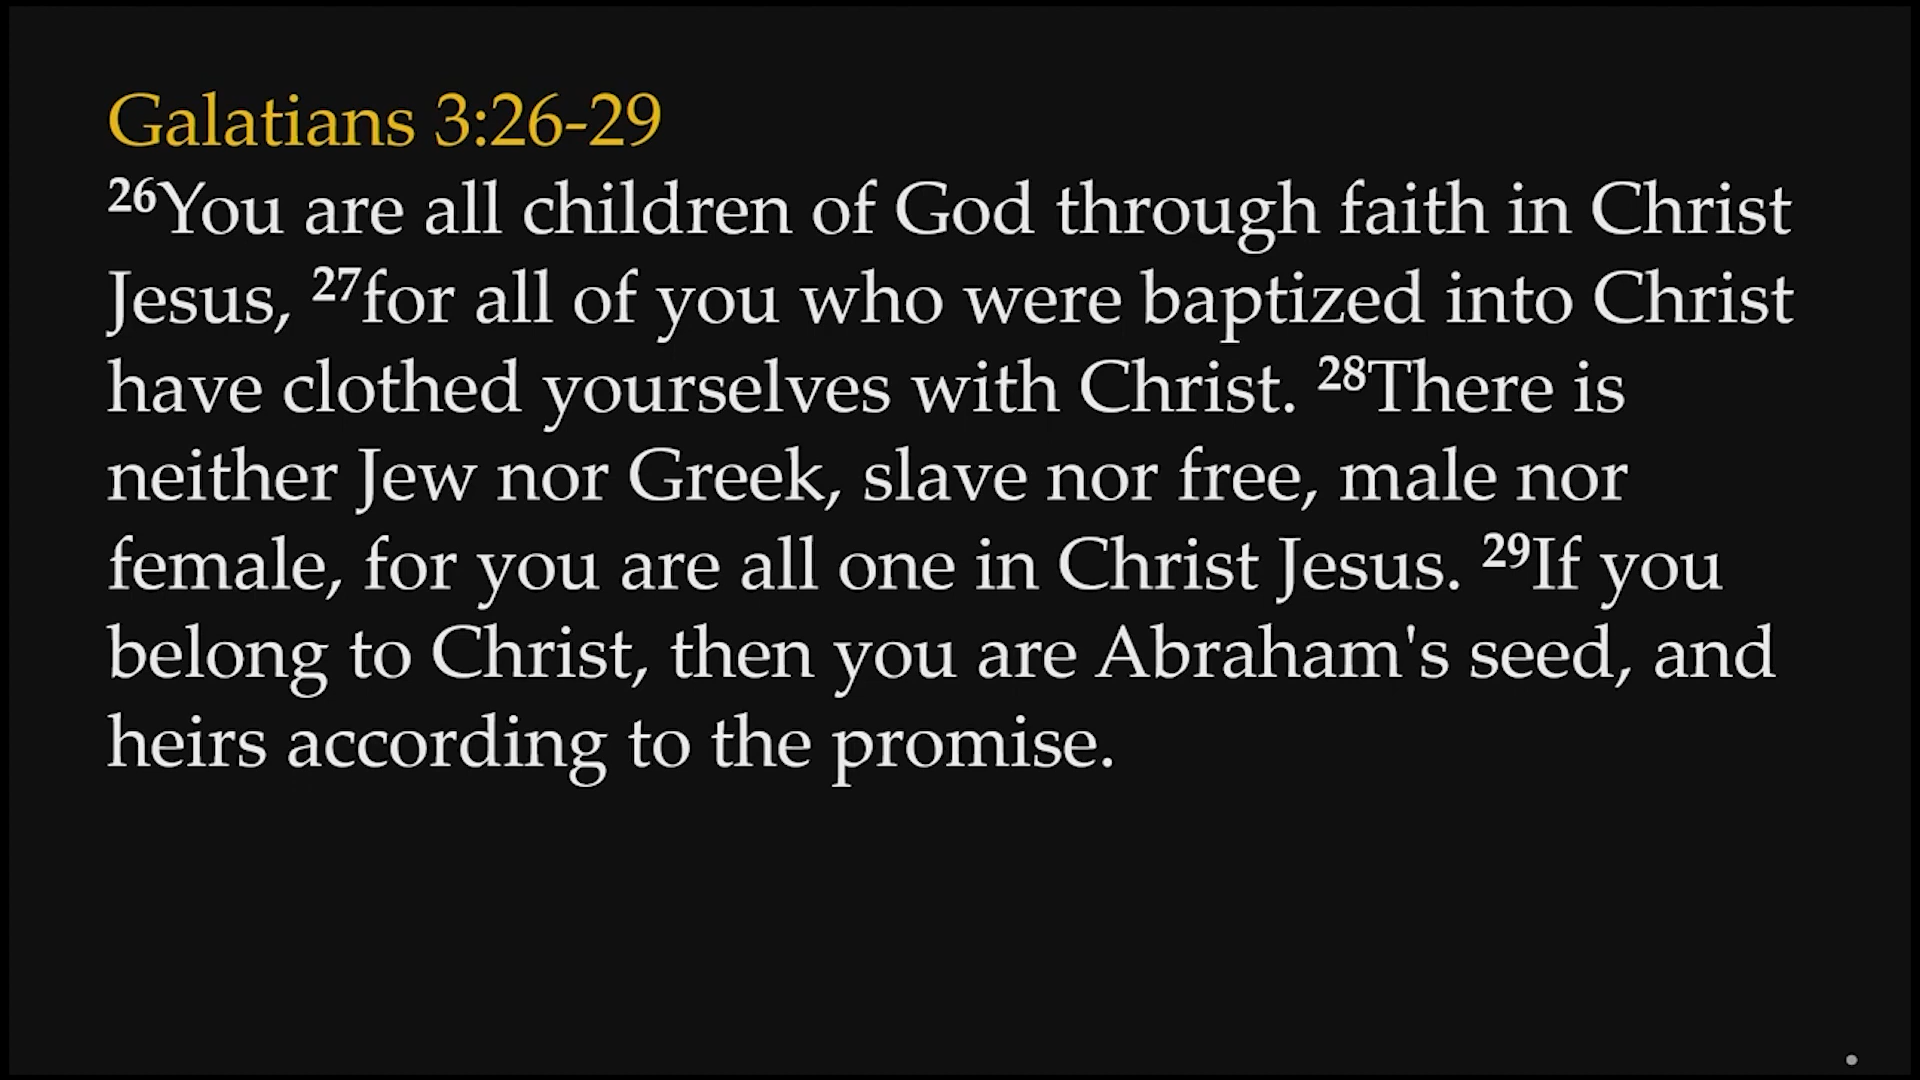 Galatians 3:26-29
26You are all children of God through faith in Christ
Jesus, 27for all of you who were baptized into Christ
have clothed yourselves with Christ. 28There is
neither Jew nor Greek, slave nor free, male nor
female, for you are all one in Christ Jesus. 29If you
belong to Christ, then you are Abraham's seed, and
heirs according to the promise.